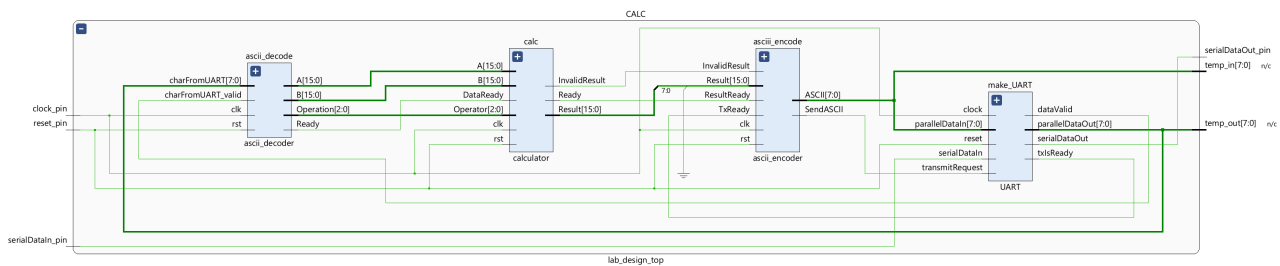 CALC
clock_pin
reset_pin
serialDataIn_pin
ascii_decode
charFromUART[7:0]
charFromUART_valid
clk
rst
A[15:0]
B[15:0]
Operation[2:0]
Ready
ascii_decoder
calc
A[15:0]
B[15:0]
DataReady
Operator[2:0]
clk
rst
InvalidResult
Ready
Result[15:0]
calculator
7:0
asciii_encode
InvalidResult
Result[15:0]
ResultReady
TxReady
clk
rst
ASCII[7:0]
SendASCII
ascii_encoder
make_UART
clock
parallelDataIn[7:0]
reset
serialDataIn
transmitRequest
dataValid
parallelDataOut[7:0]
serialDataOut
txIsReady
UART
serialDataOut_pin
temp_in[7:0] n/c
temp_out[7:0] n/c
lab_design_top